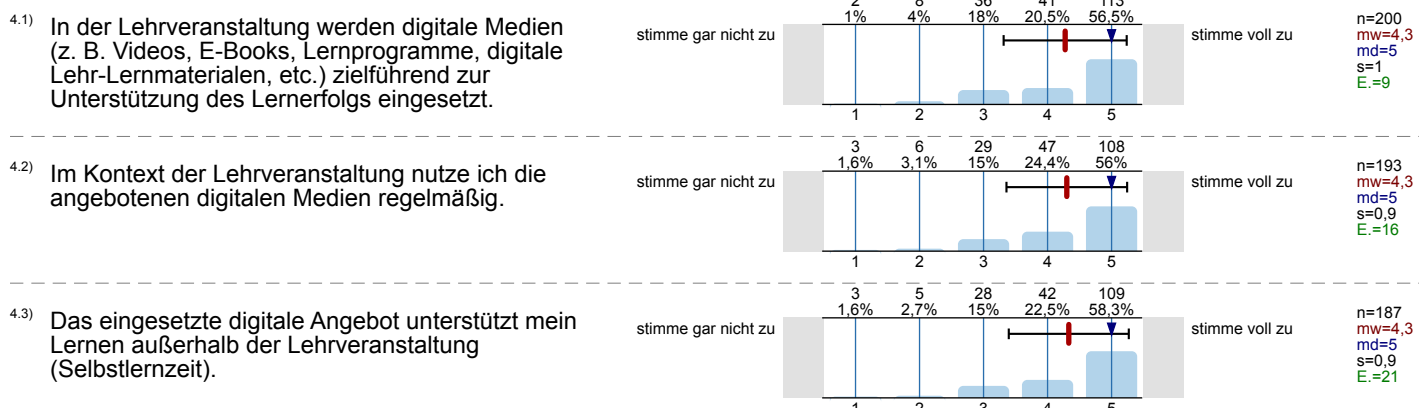 2 8 36 41 113
1% 4% 18% 20,5% 56,5%
4.1) In der Lehrveranstaltung werden digitale Medien
(z. B. Videos, E-Books, Lernprogramme, digitale
Lehr-Lernmaterialen, etc.) zielführend zur
Unterstützung des Lernerfolgs eingesetzt.
stimme gar nicht zu
stimme voll zu
n=200
mw=4,3
md=5
s=1
E.=9
1 2 3 4 5
3 6 29 47 108
1,6% 3,1% 15% 24,4% 56%
4.2) Im Kontext der Lehrveranstaltung nutze ich die
angebotenen digitalen Medien regelmäßig.
stimme gar nicht zu
stimme voll zu
n=193
mw=4,3
md=5
s=0,9
E.=16
1 2 3 4 5
3 5 28 42 109
1,6% 2,7% 15% 22,5% 58,3%
4.3) Das eingesetzte digitale Angebot unterstützt mein
Lernen außerhalb der Lehrveranstaltung
(Selbstlernzeit).
stimme gar nicht zu
stimme voll zu
n=187
mw=4,3
md=5
s=0,9
E.=21
1 2 3 4 5